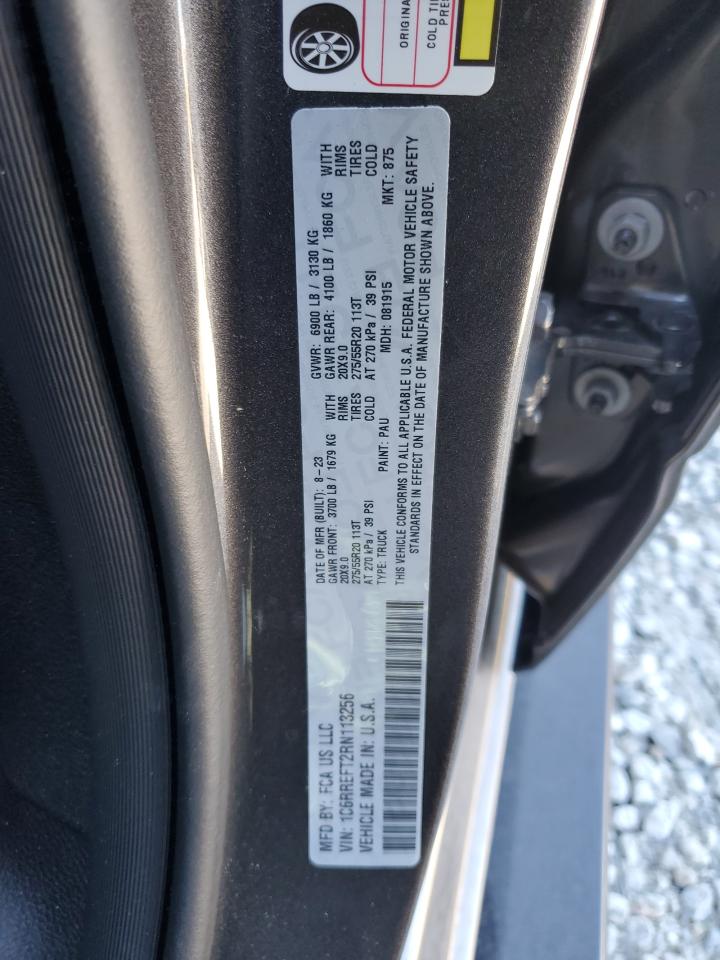 ORIGINA
COLD TI
PRE
MFD BY: FCA US LLC
VIN: 1C6RREFT2RN113256
VEHICLE MADE IN: U.S.A.
DATE OF MFR (BUILT): 8-23
GAWR FRONT: 3700 LB / 1679 KG WITH
20X9.0 RIMS
275/55R20 113T TIRES
AT 270 kPa / 39 PSI COLD
TYPE: TRUCK PAINT: PAU
GVWR: 6900 LB / 3130 KG
GAWR REAR: 4100 LB / 1860 KG WITH
20X9.0 RIMS
275/55R20 113T TIRES
AT 270 kPa / 39 PSI COLD
MDH: 081915 MKT: 875
THIS VEHICLE CONFORMS TO ALL APPLICABLE U.S.A. FEDERAL MOTOR VEHICLE SAFETY
STANDARDS IN EFFECT ON THE DATE OF MANUFACTURE SHOWN ABOVE.